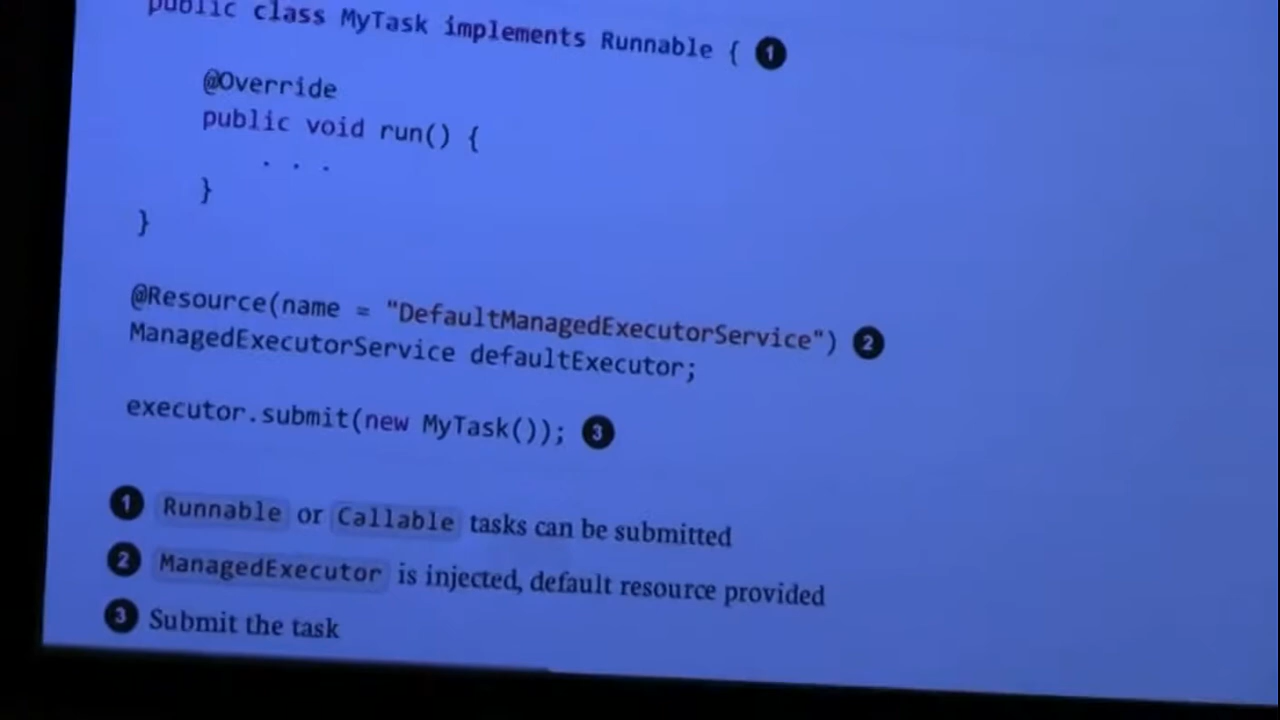 public class MyTask implements Runnable { 1
@Override
public void run() {
. . .
}
}
@Resource(name = "DefaultManagedExecutorService") 2
ManagedExecutorService defaultExecutor;
executor.submit(new MyTask()); 3
1 Runnable or Callable tasks can be submitted
2 ManagedExecutor is injected, default resource provided
3 Submit the task